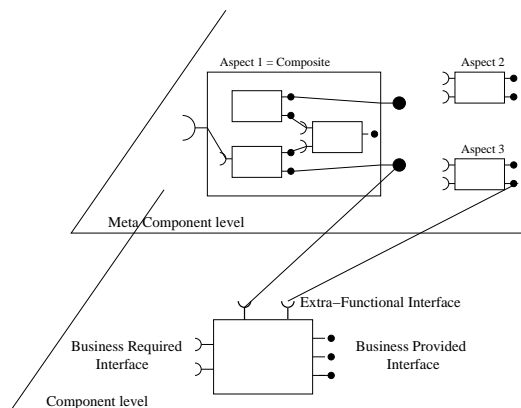 Aspect 1 = Composite
Aspect 2
Aspect 3
Meta Component level
Extra−Functional Interface
Business Required
Interface
Business Provided
Interface
Component level